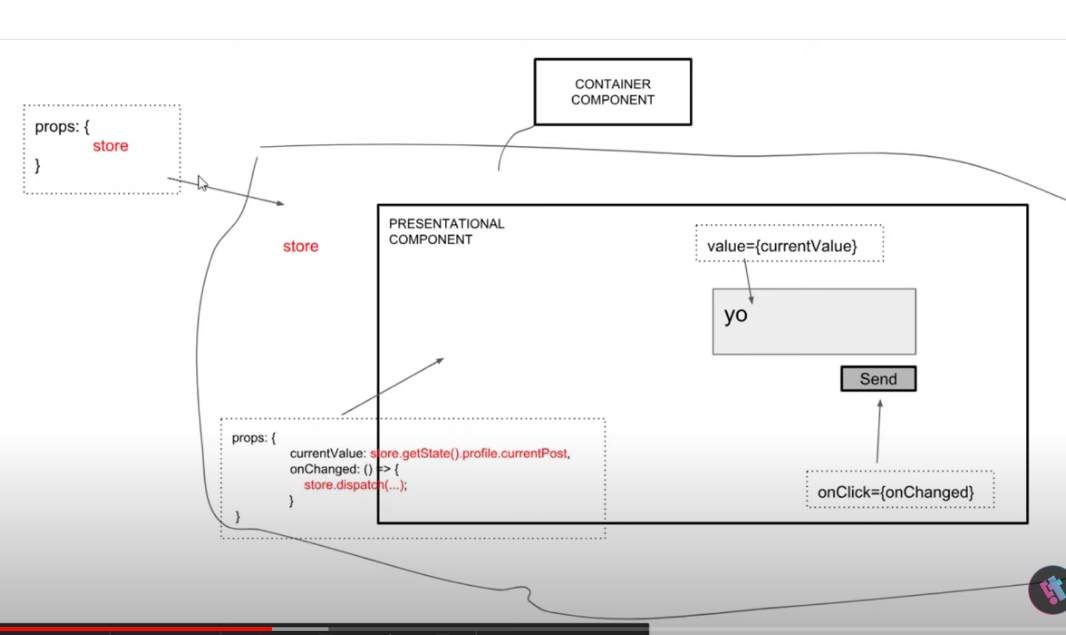 CONTAINER
COMPONENT
props: {
store
}
store
PRESENTATIONAL
COMPONENT
value={currentValue}
yo
Send
props: {
currentValue: store.getState().profile.currentPost,
onChanged: () => {
store.dispatch(...);
}
}
onClick={onChanged}